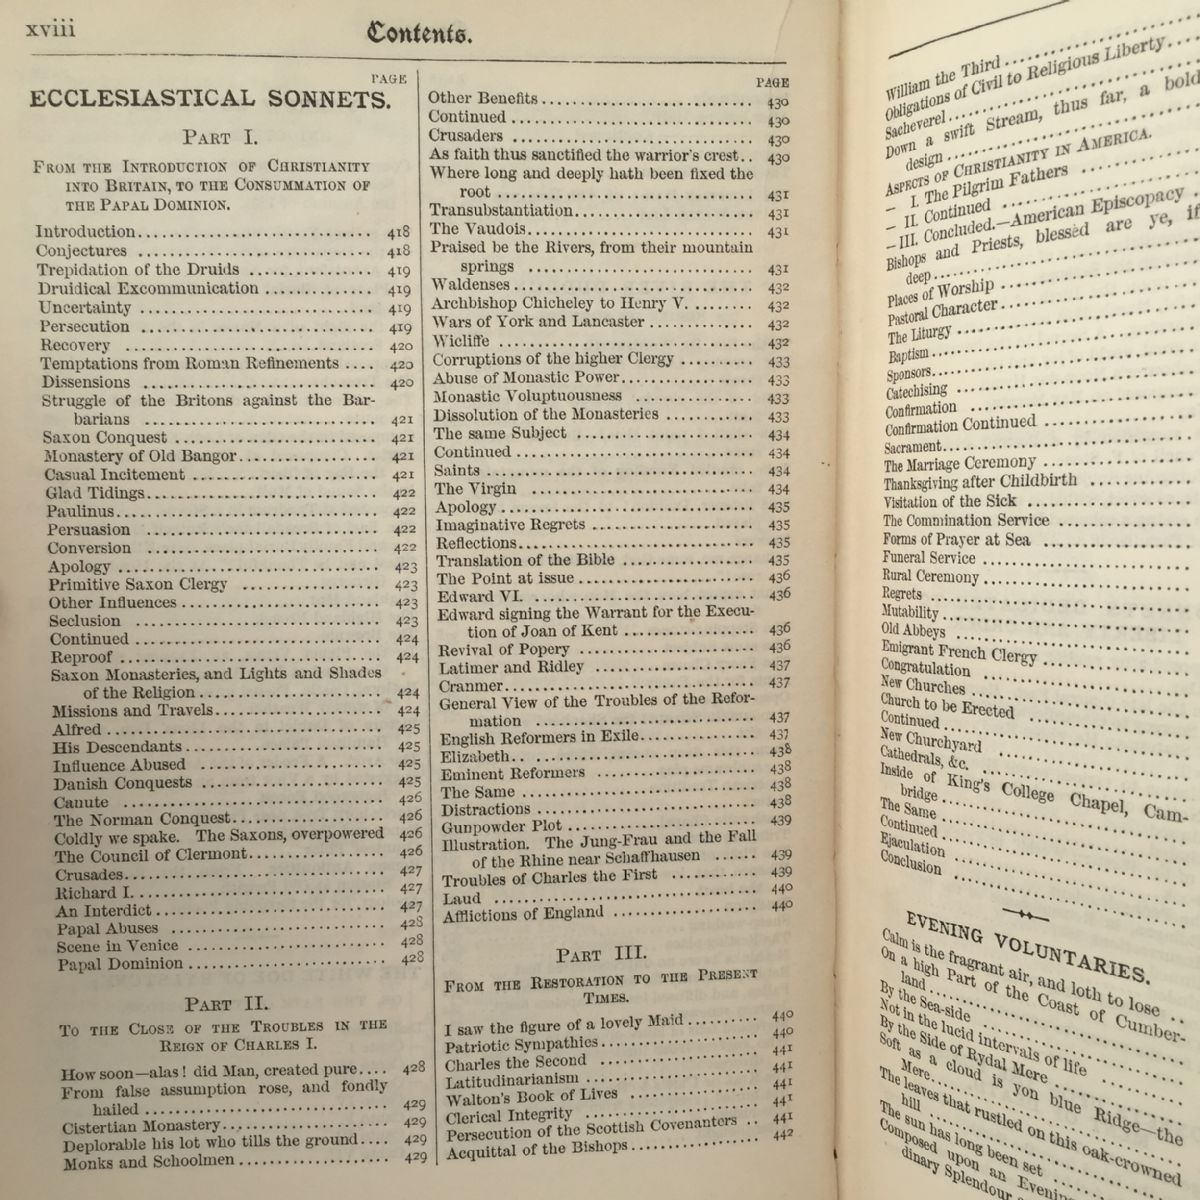 xviii
Contents.
PAGE
ECCLESIASTICAL SONNETS.
PART I.
FROM THE INTRODUCTION OF CHRISTIANITY
INTO BRITAIN, TO THE CONSUMMATION OF
THE PAPAL DOMINION.
Introduction.............................. 418
Conjectures .............................. 418
Trepidation of the Druids ................ 419
Druidical Excommunication .............. 419
Uncertainty .............................. 419
Persecution .............................. 419
Recovery ................................ 420
Temptations from Roman Refinements .... 420
Dissensions .............................. 420
Struggle of the Britons against the Bar-
barians .............................. 421
Saxon Conquest .......................... 421
Monastery of Old Bangor.................. 421
Casual Incitement ........................ 421
Glad Tidings.............................. 422
Paulinus.................................. 422
Persuasion .............................. 422
Conversion .............................. 422
Apology .................................. 423
Primitive Saxon Clergy .................. 423
Other Influences .......................... 423
Seclusion ................................ 423
Continued ................................ 424
Reproof .................................. 424
Saxon Monasteries, and Lights and Shades
of the Religion ........................ 424
Missions and Travels...................... 424
Alfred .................................... 425
His Descendants .......................... 425
Influence Abused ........................ 425
Danish Conquests ........................ 425
Canute .................................. 426
The Norman Conquest.................... 426
Coldly we spake. The Saxons, overpowered 426
The Council of Clermont.................. 426
Crusades.................................. 427
Richard I. ................................ 427
An Interdict .............................. 427
Papal Abuses ............................ 428
Scene in Venice .......................... 428
Papal Dominion .......................... 428
PART II.
TO THE CLOSE OF THE TROUBLES IN THE
REIGN OF CHARLES I.
How soon—alas! did Man, created pure.... 428
From false assumption rose, and fondly
hailed ................................ 429
Cistertian Monastery...................... 429
Deplorable his lot who tills the ground.... 429
Monks and Schoolmen .................... 429
PAGE
Other Benefits ............................ 430
Continued ................................ 430
Crusaders ................................ 430
As faith thus sanctified the warrior's crest.. 430
Where long and deeply hath been fixed the
root .................................. 431
Transubstantiation........................ 431
The Vaudois.............................. 431
Praised be the Rivers, from their mountain
springs .............................. 431
Waldenses ................................ 432
Archbishop Chicheley to Henry V. ........ 432
Wars of York and Lancaster .............. 432
Wicliffe .................................. 432
Corruptions of the higher Clergy .......... 433
Abuse of Monastic Power.................. 433
Monastic Voluptuousness ................ 433
Dissolution of the Monasteries ............ 433
The same Subject ........................ 434
Continued ................................ 434
Saints .................................... 434
The Virgin .............................. 434
Apology .................................. 435
Imaginative Regrets ...................... 435
Reflections................................ 435
Translation of the Bible .................. 435
The Point at issue ........................ 436
Edward VI. .............................. 436
Edward signing the Warrant for the Execu-
tion of Joan of Kent .................. 436
Revival of Popery ........................ 436
Latimer and Ridley ...................... 437
Cranmer.................................. 437
General View of the Troubles of the Refor-
mation .............................. 437
English Reformers in Exile................ 437
Elizabeth.. .............................. 438
Eminent Reformers ...................... 438
The Same ................................ 438
Distractions .............................. 438
Gunpowder Plot .......................... 439
Illustration. The Jung-Frau and the Fall
of the Rhine near Schaffhausen ...... 439
Troubles of Charles the First ............ 439
Laud .................................... 440
Afflictions of England .................... 440
PART III.
FROM THE RESTORATION TO THE PRESENT
TIMES.
I saw the figure of a lovely Maid .......... 440
Patriotic Sympathies...................... 440
Charles the Second ...................... 441
Latitudinarianism ........................ 441
Walton's Book of Lives .................. 441
Clerical Integrity ........................ 441
Persecution of the Scottish Covenanters .. 441
Acquittal of the Bishops.................. 442
William the Third ..............
Obligations of Civil to Religious Liberty....
Sacheverel ..............
Down a swift Stream, thus far, a bold
design ..............
ASPECTS OF CHRISTIANITY IN AMERICA.
– I. The Pilgrim Fathers ..............
– II. Continued ..............
– III. Concluded.—American Episcopacy .
Bishops and Priests, blessèd are ye, if
deep..............
Places of Worship ..............
Pastoral Character..............
The Liturgy ..............
Baptism..............
Sponsors..............
Catechising ..............
Confirmation ..............
Confirmation Continued ..............
Sacrament..............
The Marriage Ceremony ..............
Thanksgiving after Childbirth ..............
Visitation of the Sick ..............
The Commination Service ..............
Forms of Prayer at Sea ..............
Funeral Service ..............
Rural Ceremony ..............
Regrets ..............
Mutability ..............
Old Abbeys ..............
Emigrant French Clergy ..............
Congratulation ..............
New Churches ..............
Church to be Erected ..............
Continued ..............
New Churchyard ..............
Cathedrals, &c. ..............
Inside of King's College Chapel, Cam-
bridge ..............
The Same ..............
Continued ..............
Ejaculation ..............
Conclusion ..............
EVENING VOLUNTARIES.
Calm is the fragrant air, and loth to lose ..
On a high Part of the Coast of Cumber-
land ..............
By the Sea-side ..............
Not in the lucid intervals of life ........
By the Side of Rydal Mere ..............
Soft as a cloud is yon blue Ridge—the
Mere..............
The leaves that rustled on this oak-crowned
hill ..............
The sun has long been set ..............
Composed upon an Evening
dinary Splendour